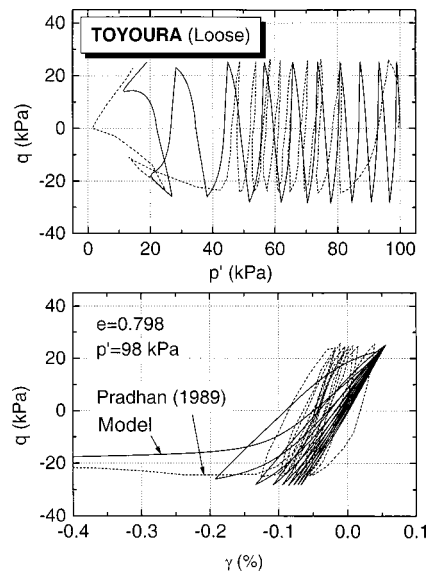 TOYOURA (Loose)
q (kPa)
40
20
0
-20
-40
0 20 40 60 80 100
p' (kPa)
q (kPa)
40
20
0
-20
-40
e=0.798
p'=98 kPa
Pradhan (1989)
Model
-0.4 -0.3 -0.2 -0.1 0.0 0.1
γ (%)